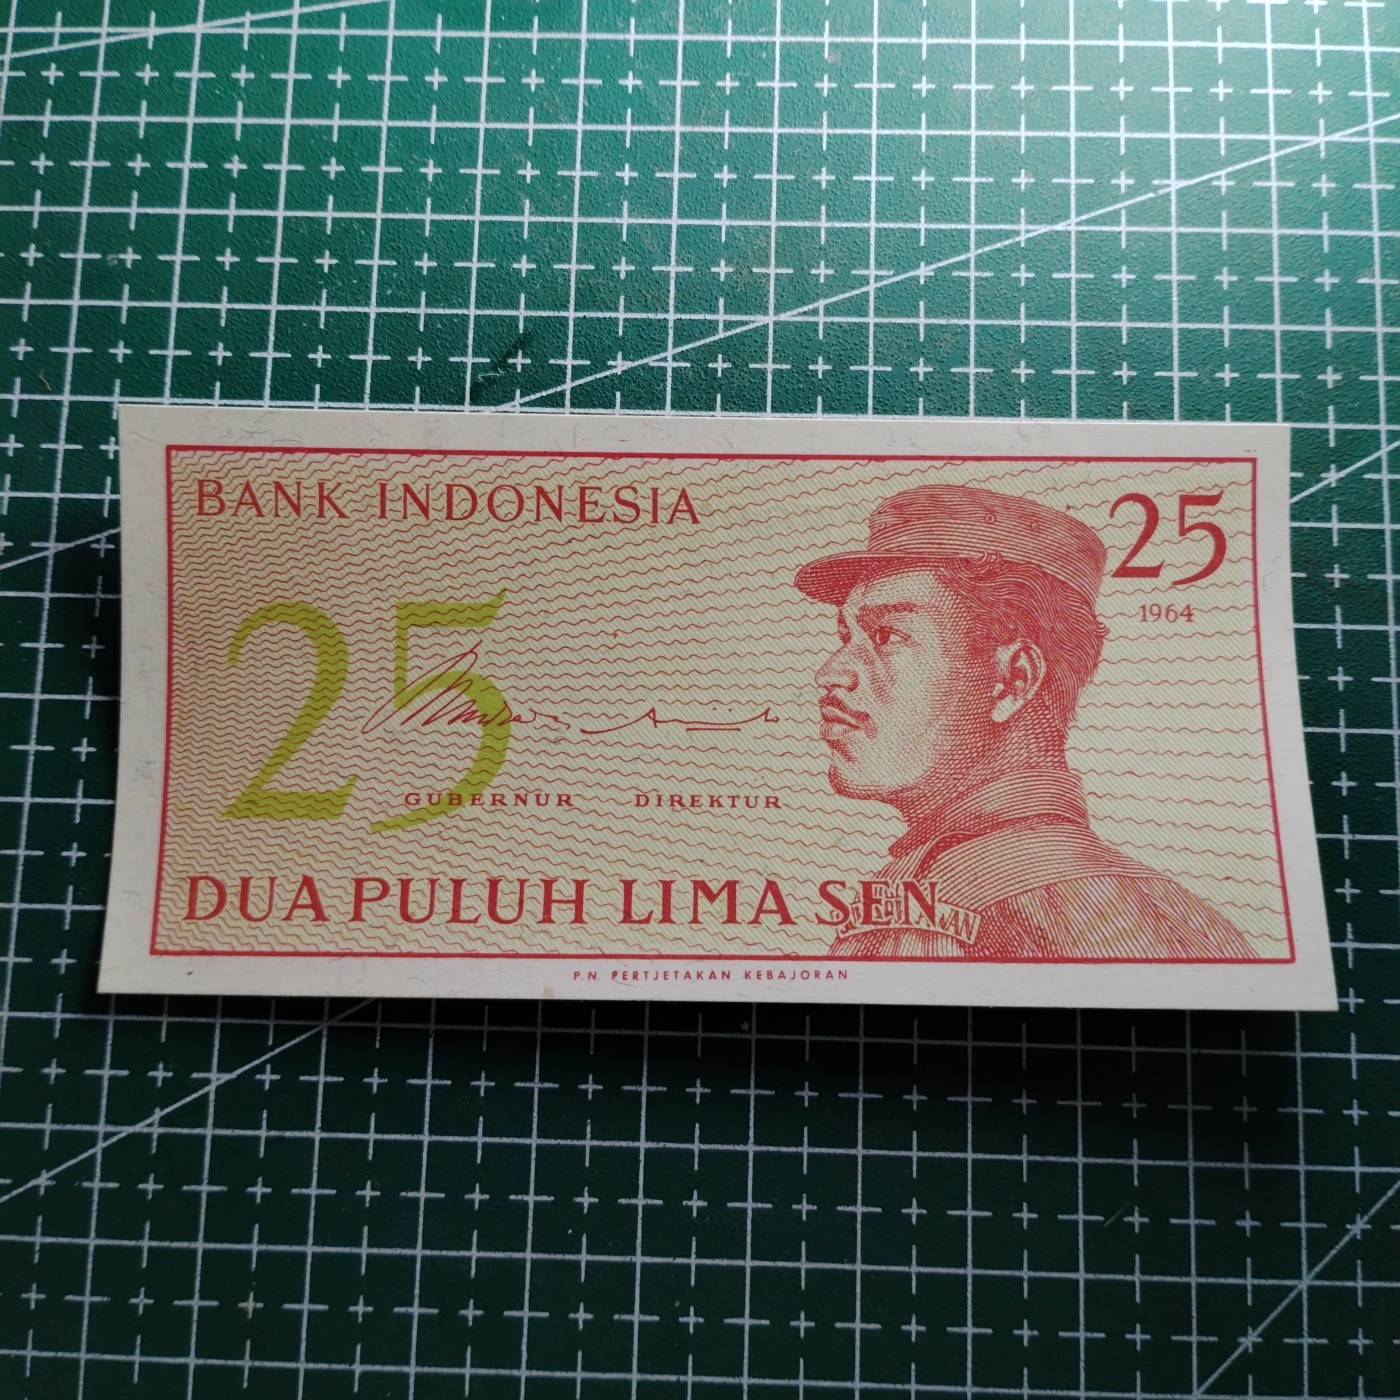 BANK INDONESIA
25
1964
25
GUBERNUR DIREKTUR
DUA PULUH LIMA SEN
P.N. PERTJETAKAN KEBAJORAN